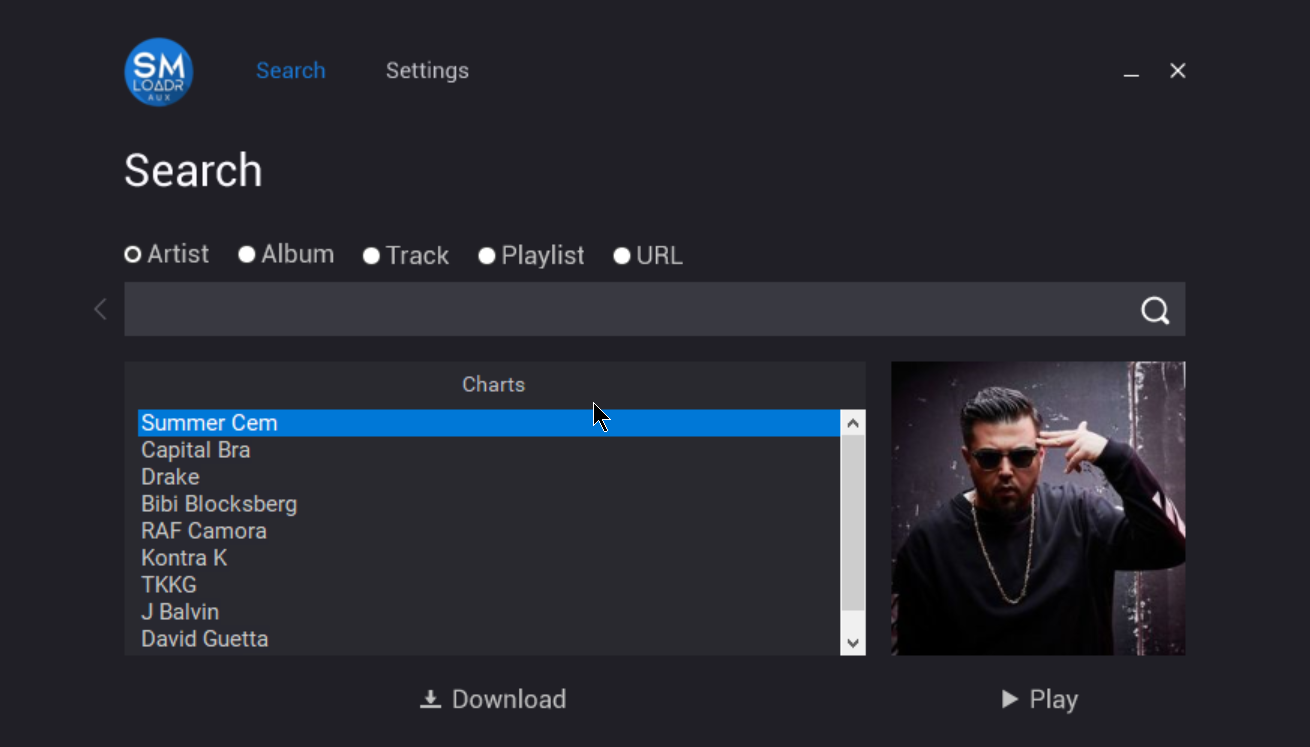 SM
LOADR
AUX
Search Settings
Search
Artist Album Track Playlist URL
Charts
Summer Cem
Capital Bra
Drake
Bibi Blocksberg
RAF Camora
Kontra K
TKKG
J Balvin
David Guetta
Download Play